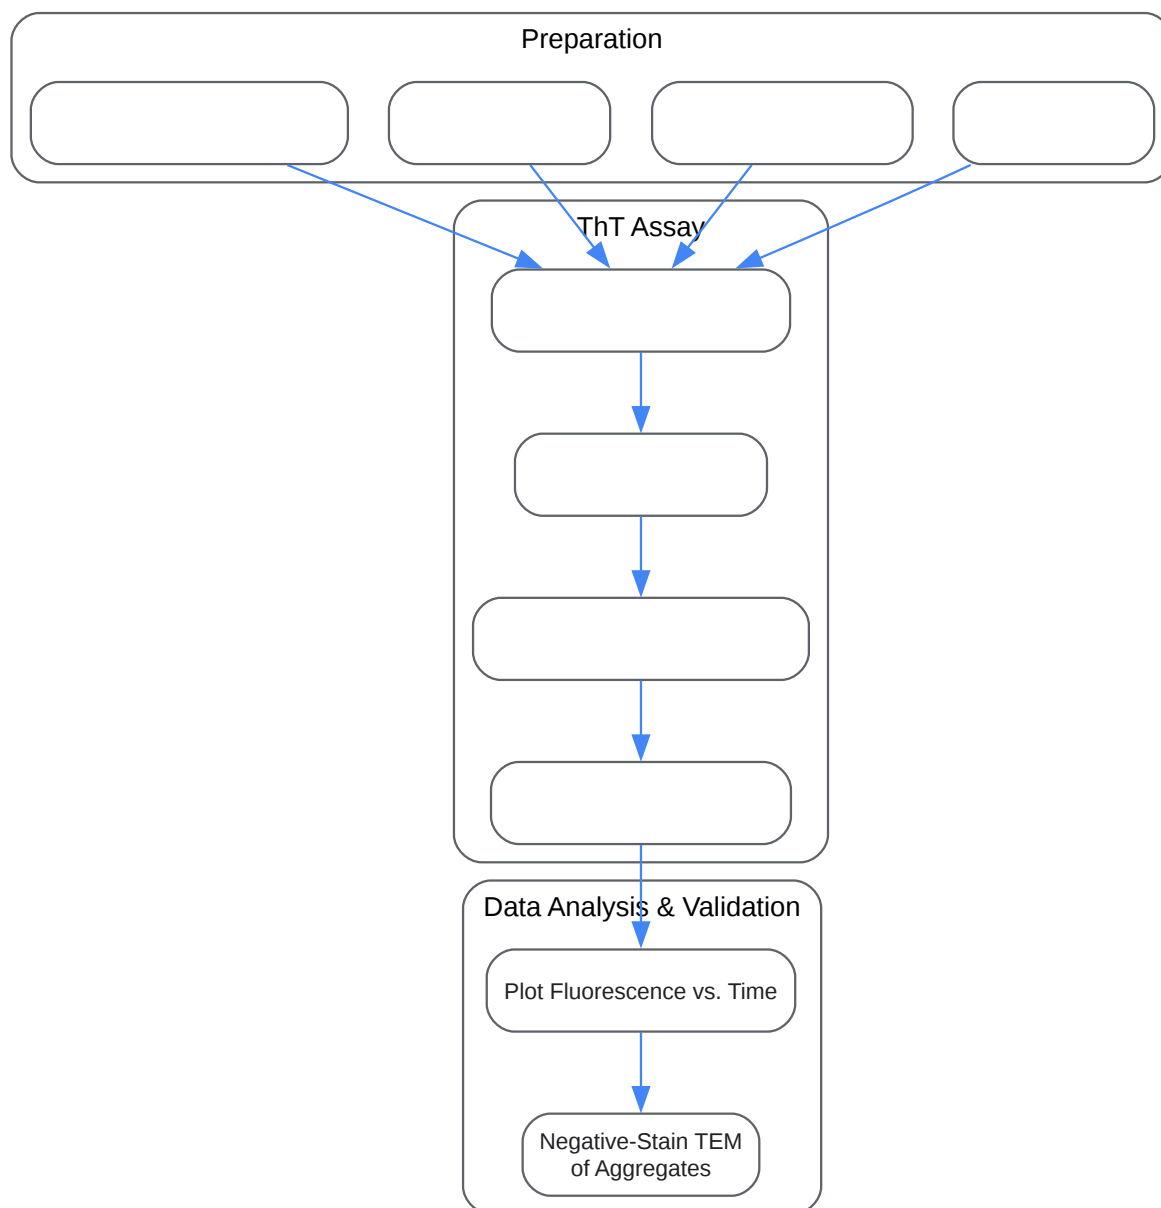 Preparation
ThT Assay
Data Analysis & Validation
Plot Fluorescence vs. Time
Negative-Stain TEM
of Aggregates